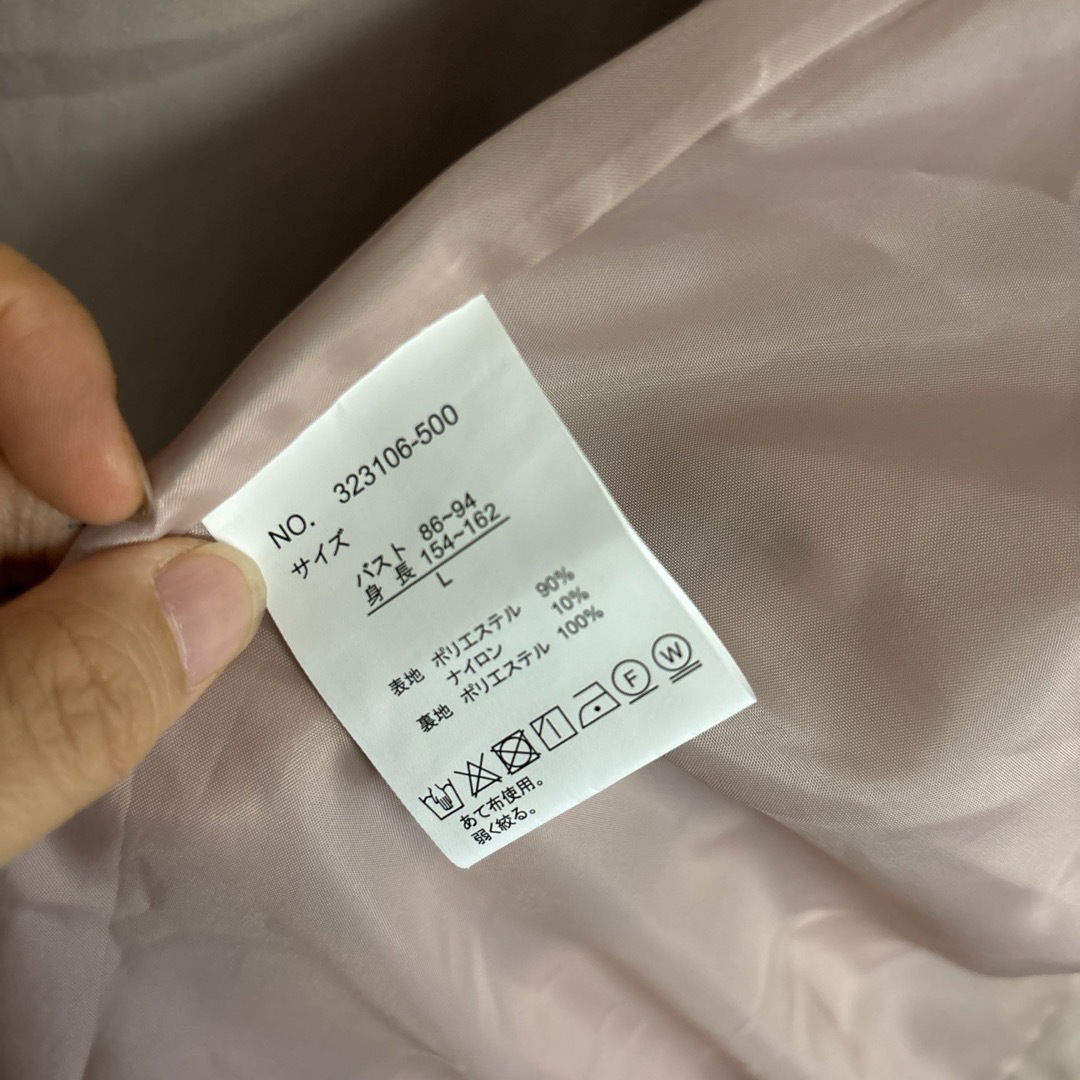 NO. 323106-500
サイズ
バスト 86~94
身長 154~162
L
表地 ポリエステル 90%
ナイロン 10%
裏地 ポリエステル 100%
F W
あて布使用。
弱く絞る。